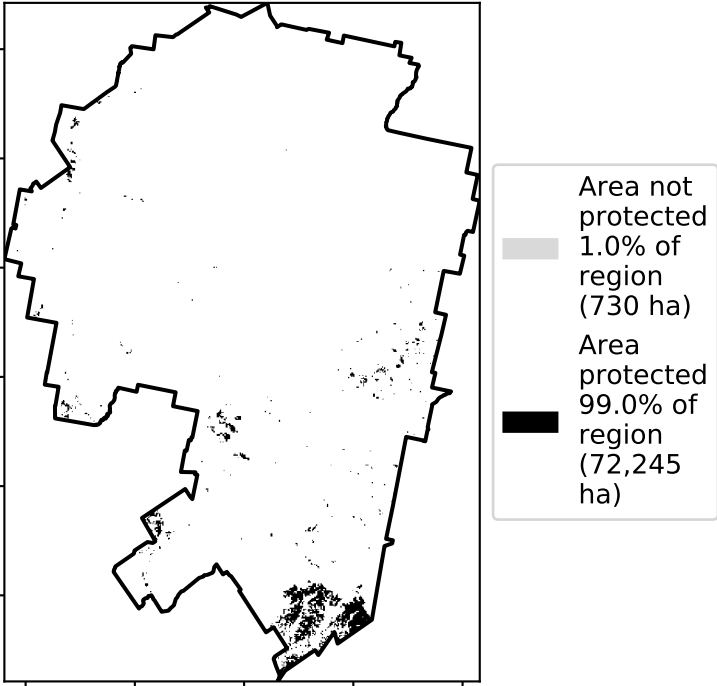 Area not
protected
1.0% of
region
(730 ha)
Area
protected
99.0% of
region
(72,245
ha)